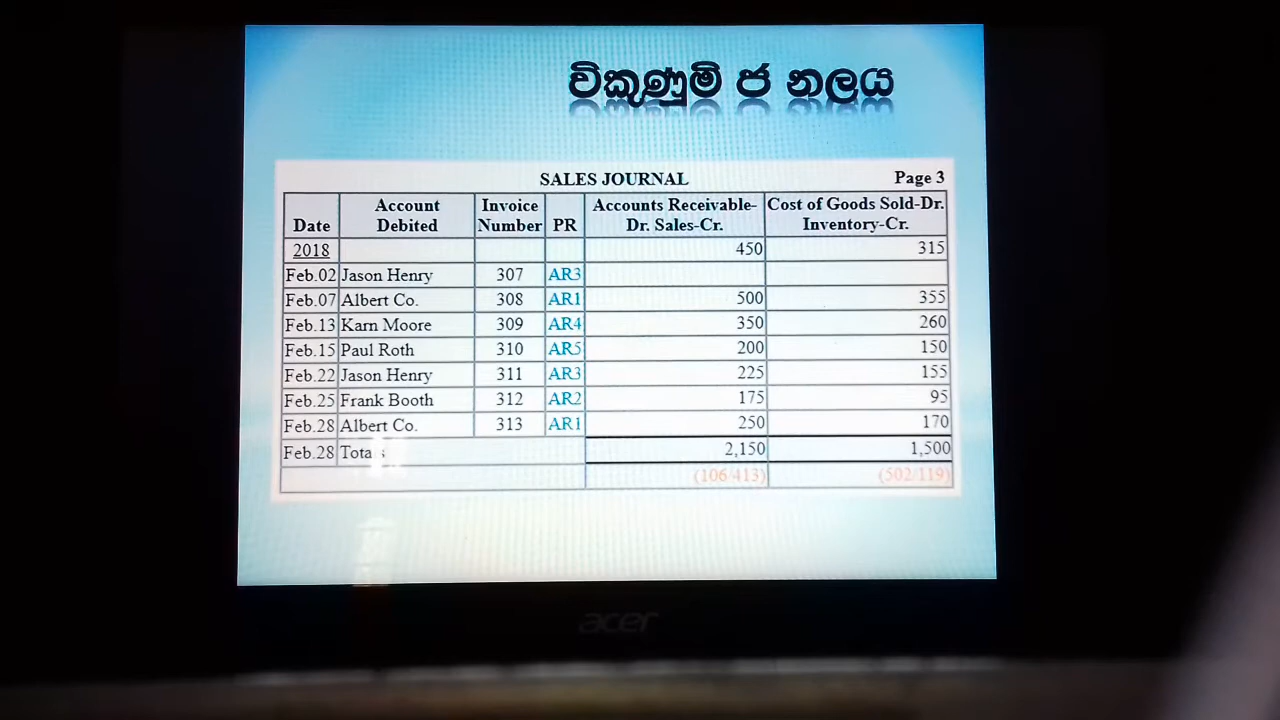 විකුණුම් ජ නලය
SALES JOURNAL Page 3
Date Account Debited Invoice Number PR Accounts Receivable-Dr. Sales-Cr. Cost of Goods Sold-Dr. Inventory-Cr.
2018 450 315
Feb.02 Jason Henry 307 AR3
Feb.07 Albert Co. 308 AR1 500 355
Feb.13 Kam Moore 309 AR4 350 260
Feb.15 Paul Roth 310 AR5 200 150
Feb.22 Jason Henry 311 AR3 225 155
Feb.25 Frank Booth 312 AR2 175 95
Feb.28 Albert Co. 313 AR1 250 170
Feb.28 Totals 2,150 1,500
(106/413) (502/119)
acer